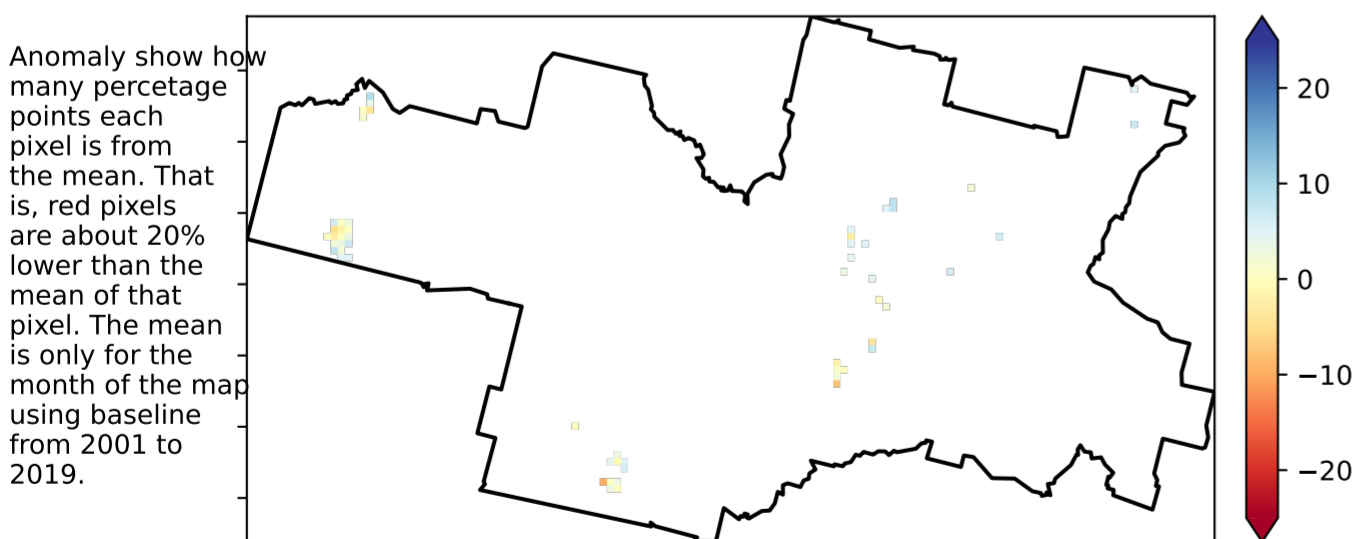 Anomaly show how
many percetage
points each
pixel is from
the mean. That
is, red pixels
are about 20%
lower than the
mean of that
pixel. The mean
is only for the
month of the map
using baseline
from 2001 to
2019.
20
10
0
−10
−20